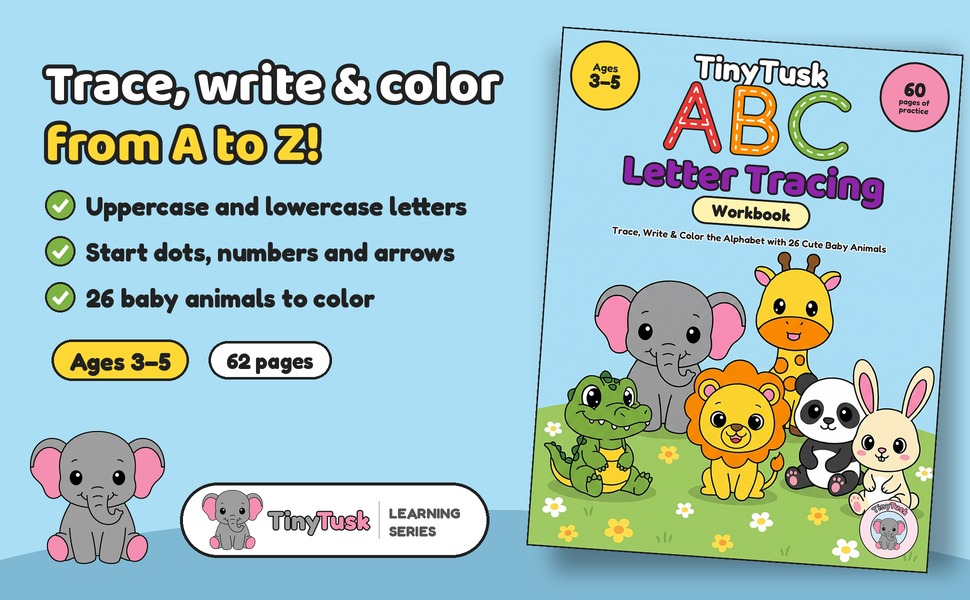 Trace, write & color
from A to Z!
Uppercase and lowercase letters
Start dots, numbers and arrows
26 baby animals to color
Ages 3–5
62 pages
TinyTusk
LEARNING
SERIES
Ages
3–5
TinyTusk
60
pages of
practice
ABC
Letter Tracing
Workbook
Trace, Write & Color the Alphabet with 26 Cute Baby Animals
TinyTusk